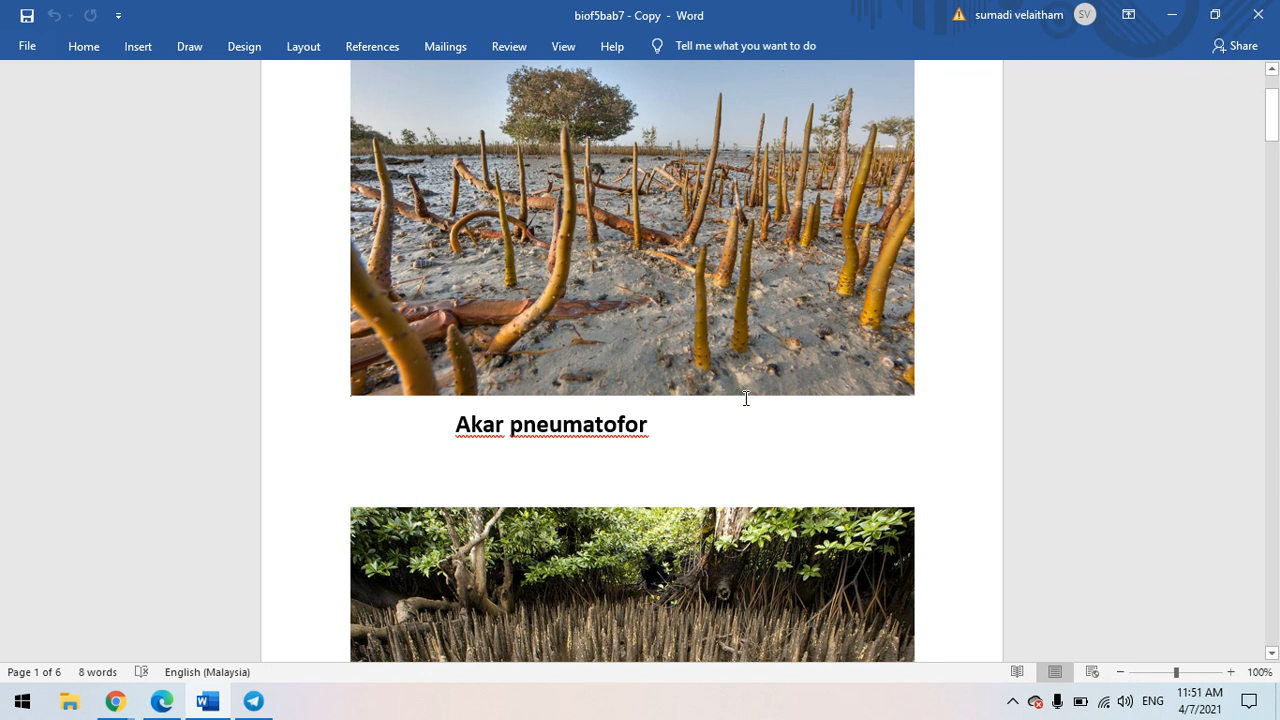 biof5bab7 - Copy - Word
sumadi velaitham
SV
File
Home
Insert
Draw
Design
Layout
References
Mailings
Review
View
Help
Tell me what you want to do
Share
Akar pneumatofor
Page 1 of 6
8 words
English (Malaysia)
100%
ENG
11:51 AM
4/7/2021